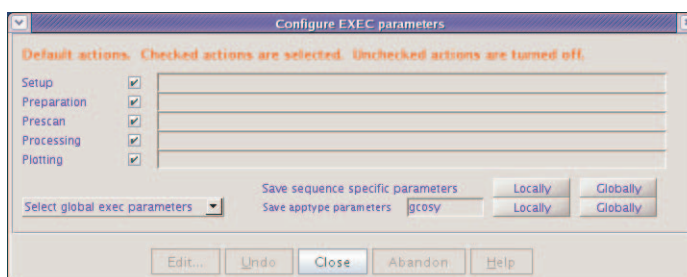 Configure EXEC parameters
Default actions. Checked actions are selected. Unchecked actions are turned off.
Setup
Preparation
Prescan
Processing
Plotting
Save sequence specific parameters Locally Globally
Select global exec parameters Save apptype parameters gcosy Locally Globally
Edit... Undo Close Abandon Help